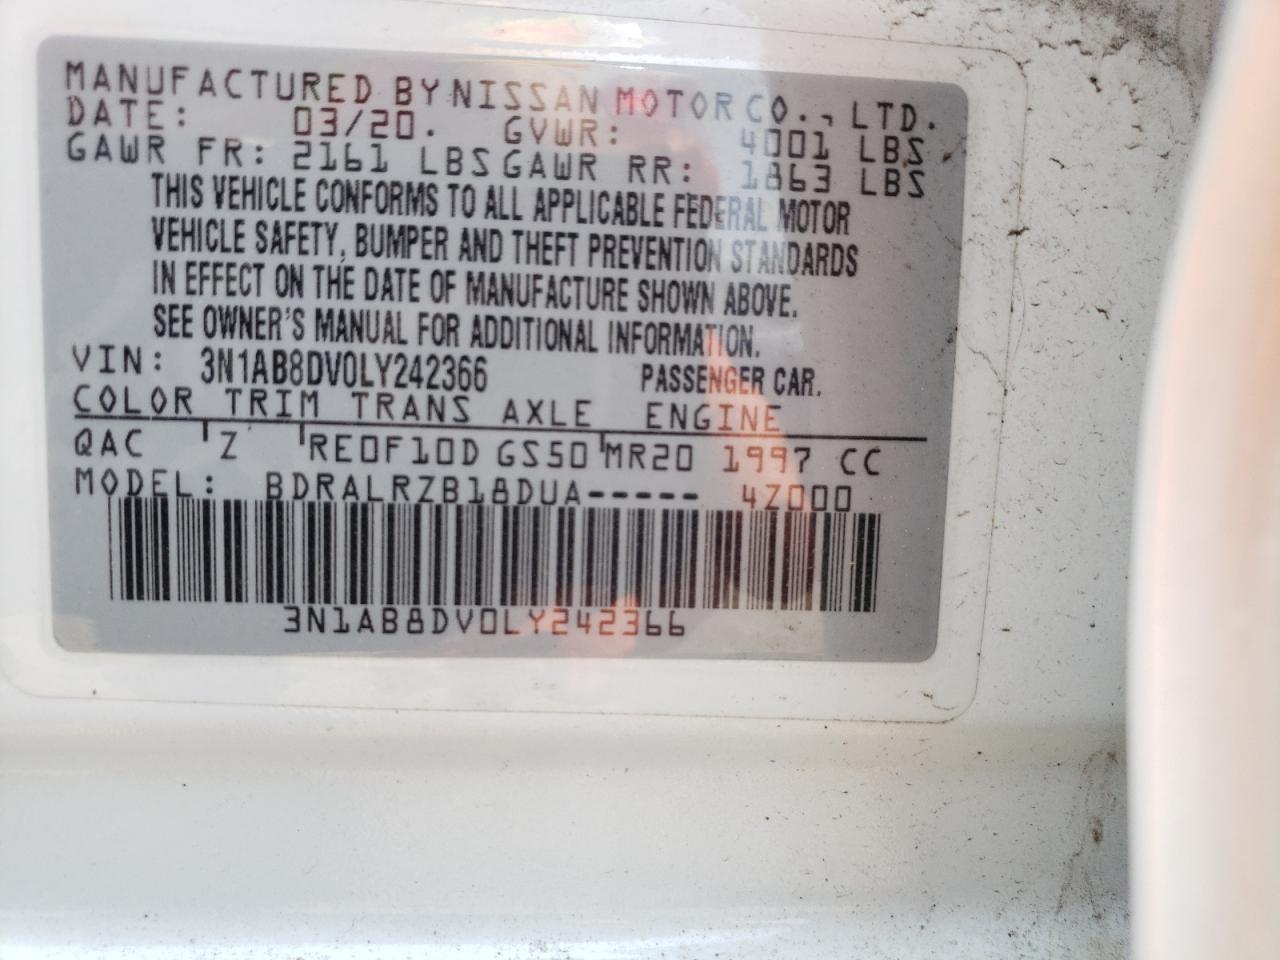 MANUFACTURED BY NISSAN MOTOR CO., LTD.
DATE: 03/20. GVWR: 4001 LBS
GAWR FR: 2161 LBS GAWR RR: 1863 LBS
THIS VEHICLE CONFORMS TO ALL APPLICABLE FEDERAL MOTOR
VEHICLE SAFETY, BUMPER AND THEFT PREVENTION STANDARDS
IN EFFECT ON THE DATE OF MANUFACTURE SHOWN ABOVE.
SEE OWNER'S MANUAL FOR ADDITIONAL INFORMATION.
VIN: 3N1AB8DV0LY242366 PASSENGER CAR.
COLOR TRIM TRANS AXLE ENGINE
QAC Z RE0F10D GS50 MR20 1997 CC
MODEL: BDRALRZB18DUA----- 4Z000
3N1AB8DV0LY242366